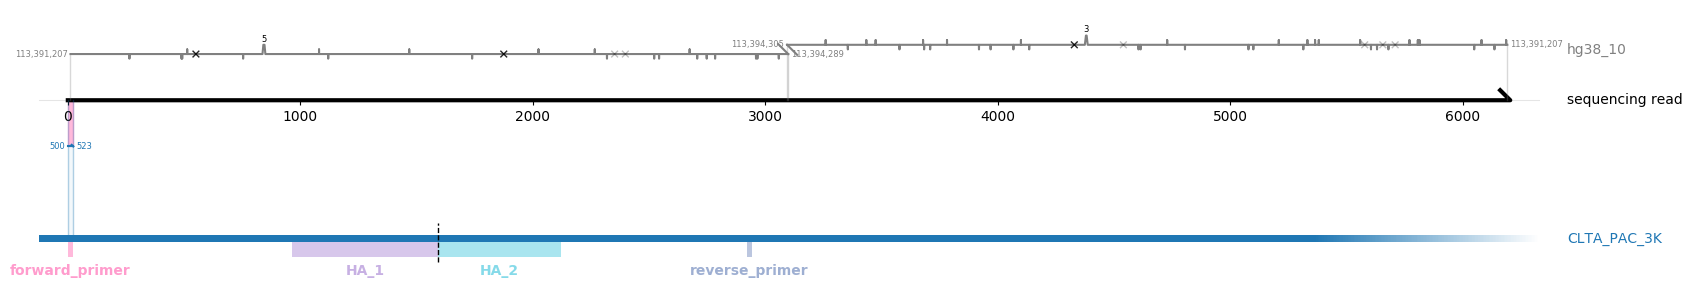 5
3
113,391,207
113,394,305
113,394,289
113,391,207
hg38_10
sequencing read
0 1000 2000 3000 4000 5000 6000
500 523
CLTA_PAC_3K
forward_primer HA_1 HA_2 reverse_primer